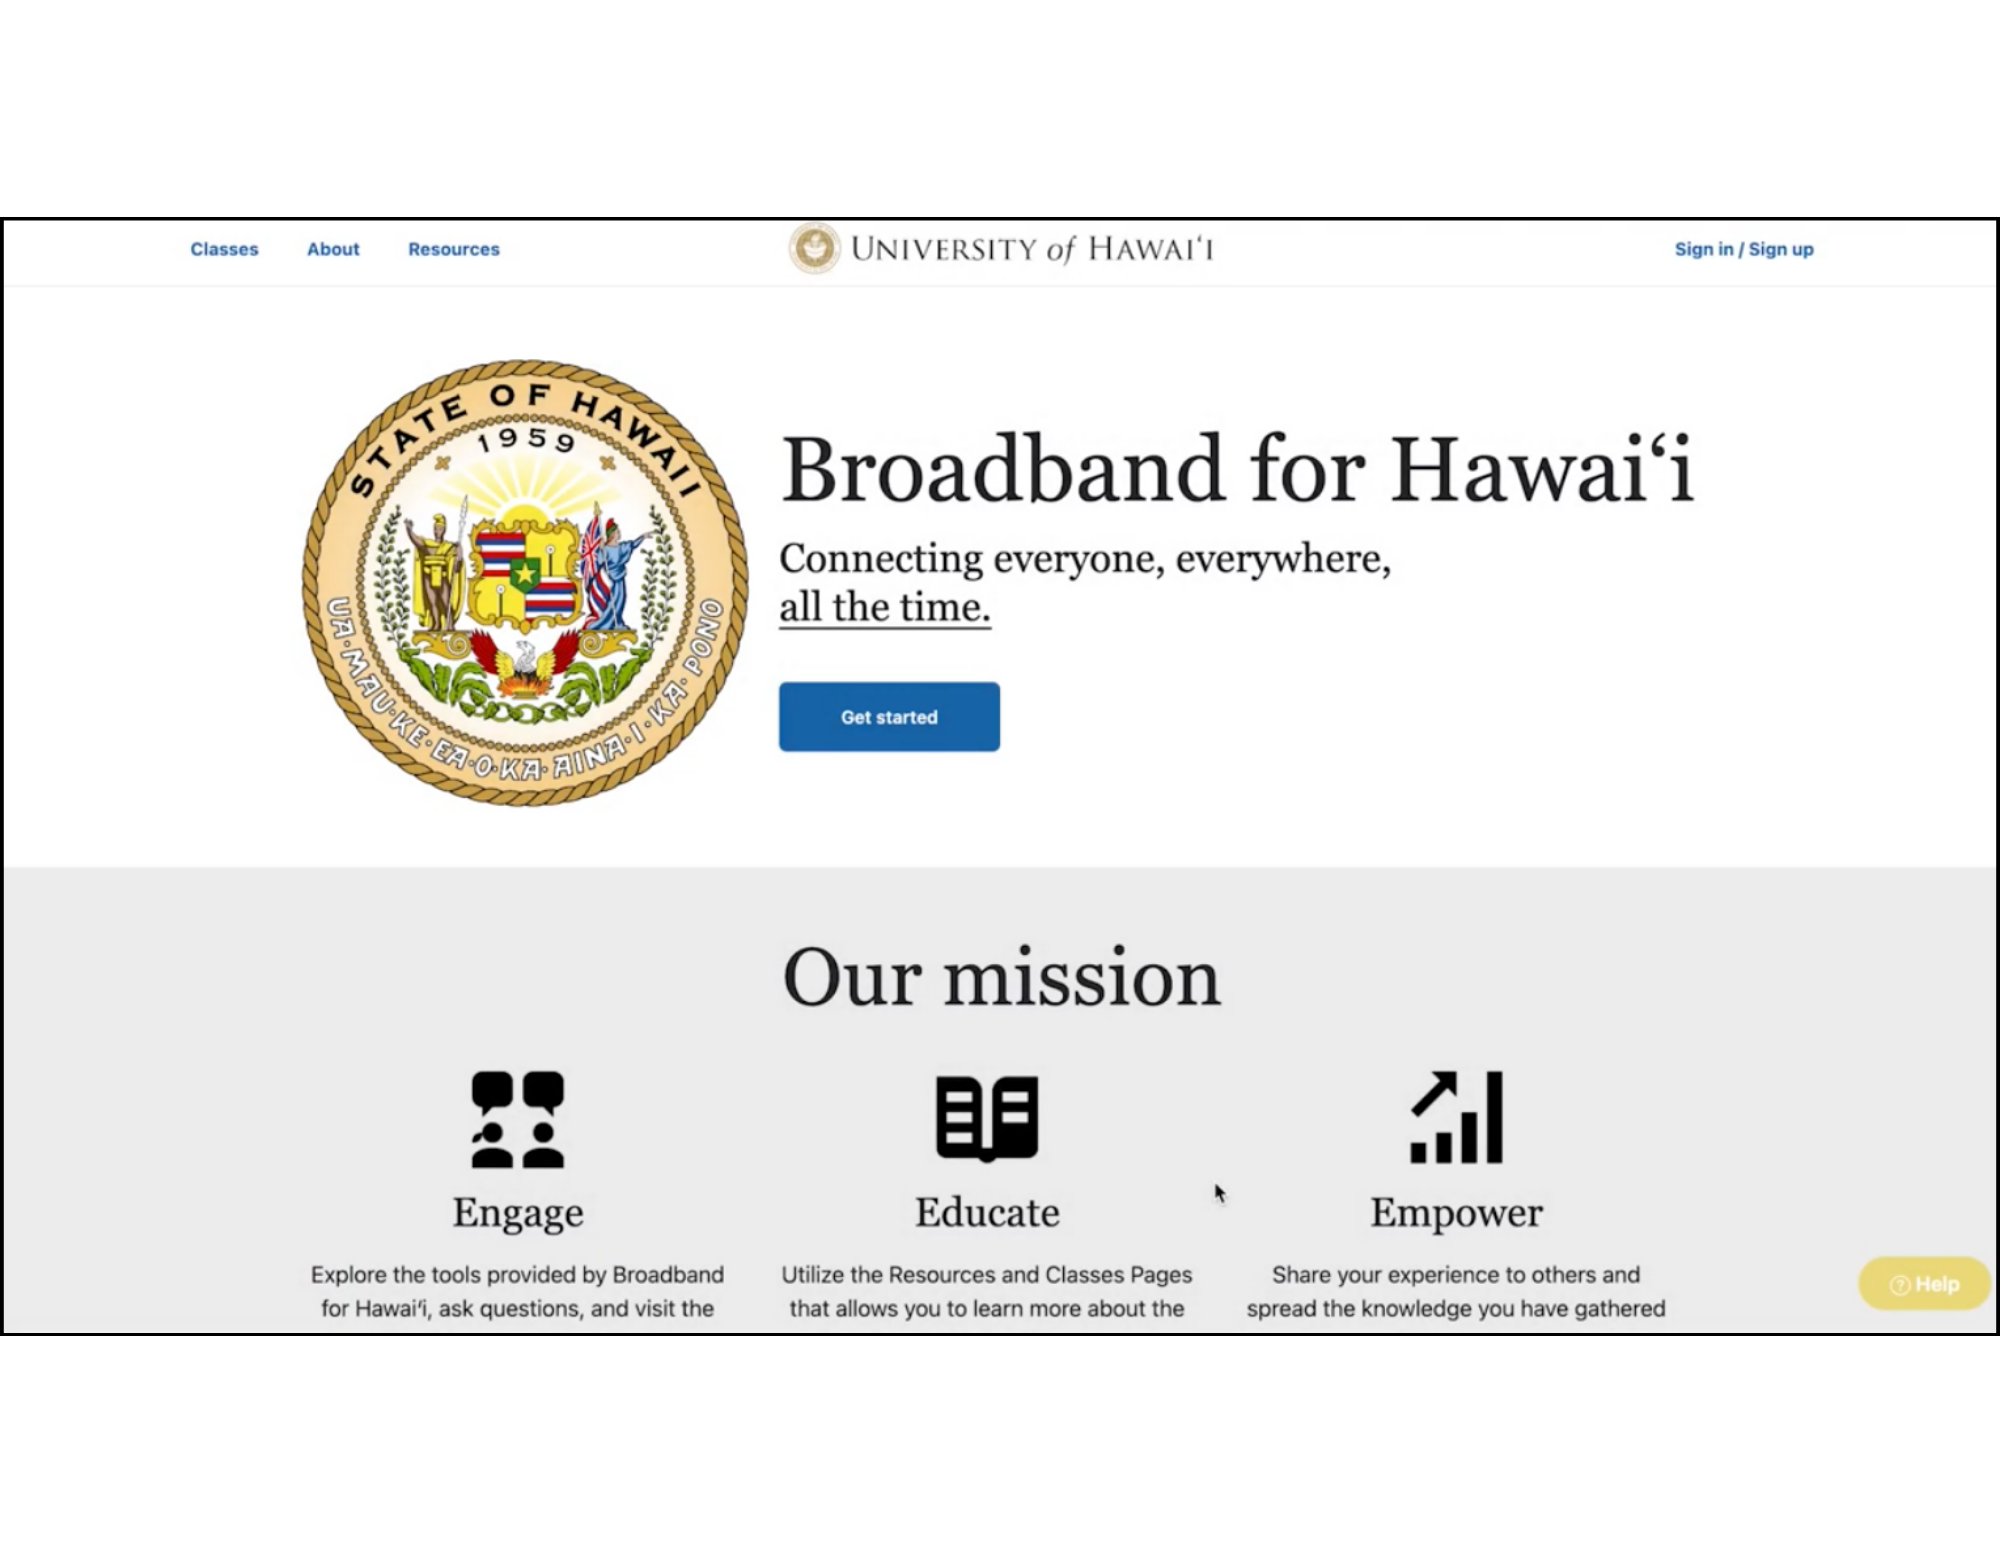 Classes
About
Resources
UNIVERSITY of HAWAIʻI
Sign in / Sign up
STATE OF HAWAII
1959
UA·MAU·KE·EA·O·KA·AINA·I·KA·PONO
Broadband for Hawaiʻi
Connecting everyone, everywhere,
all the time.
Get started
Our mission
Engage
Explore the tools provided by Broadband
for Hawaiʻi, ask questions, and visit the
Educate
Utilize the Resources and Classes Pages
that allows you to learn more about the
Empower
Share your experience to others and
spread the knowledge you have gathered
? Help